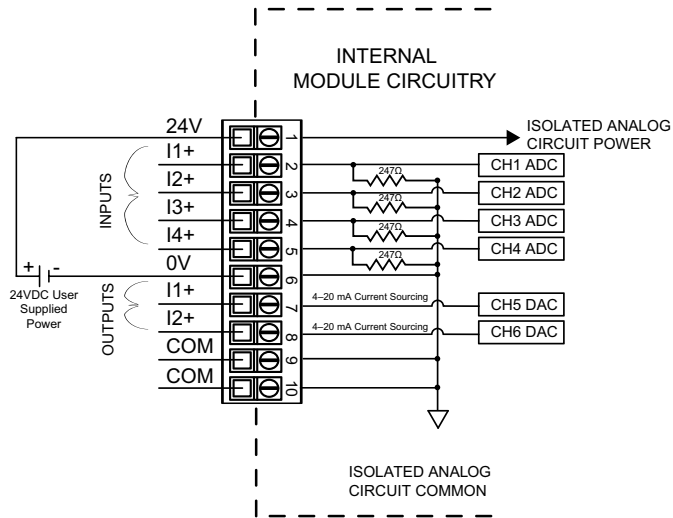 INTERNAL
MODULE CIRCUITRY
24V
1
ISOLATED ANALOG
CIRCUIT POWER
I1+
2
247Ω
CH1 ADC
I2+
3
247Ω
CH2 ADC
INPUTS
I3+
4
247Ω
CH3 ADC
I4+
5
247Ω
CH4 ADC
+
-
0V
6
24VDC User
Supplied
Power
OUTPUTS
I1+
7
4–20 mA Current Sourcing
CH5 DAC
I2+
8
4–20 mA Current Sourcing
CH6 DAC
COM
9
COM
10
ISOLATED ANALOG
CIRCUIT COMMON